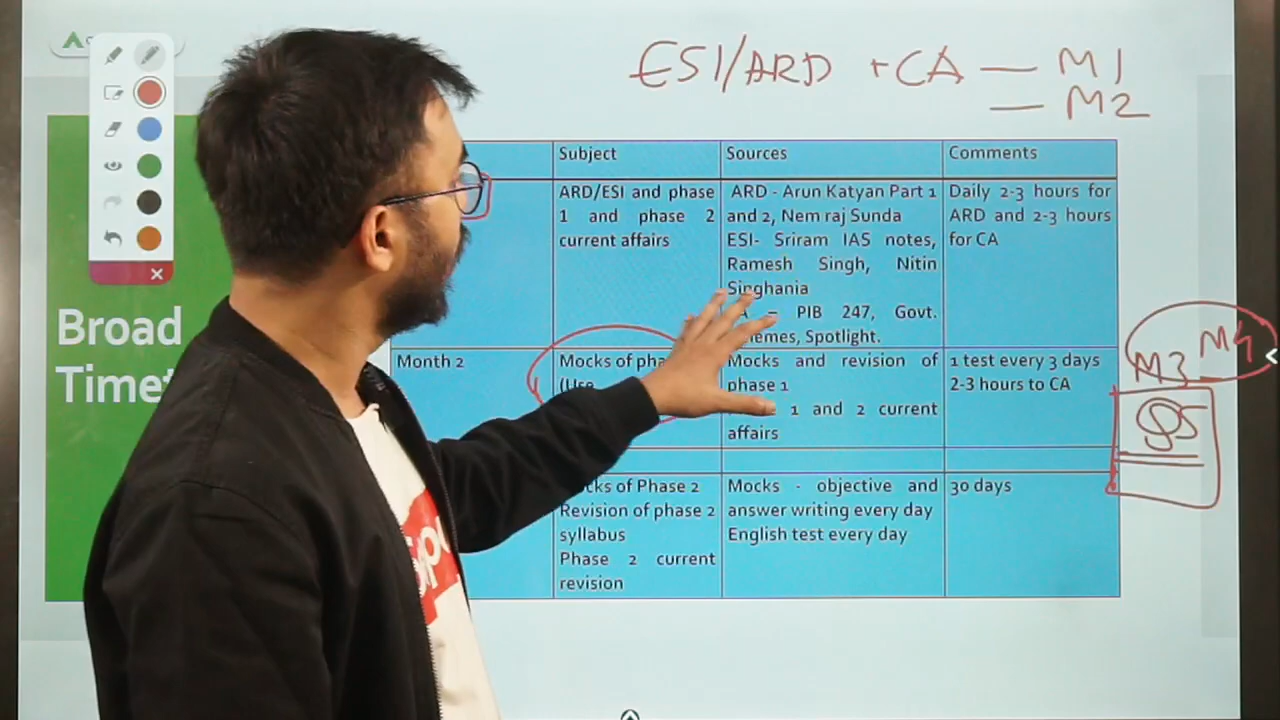 ESI/ARD + CA — M1
— M2
Broad
Subject
Sources
Comments
ARD/ESI and phase
1 and phase 2
current affairs
ARD - Arun Katyan Part 1
and 2, Nem raj Sunda
ESI- Sriram IAS notes,
Ramesh Singh, Nitin
Singhania
– PIB 247, Govt.
Spotlight.
Daily 2-3 hours for
ARD and 2-3 hours
for CA
Month 2
Mocks of
(Use
Mocks and revision of
phase 1
1 and 2 current
affairs
1 test every 3 days
2-3 hours to CA
M3 M4
of Phase 2
Revision of phase 2
syllabus
Phase 2 current
revision
Mocks - objective and
answer writing every day
English test every day
30 days